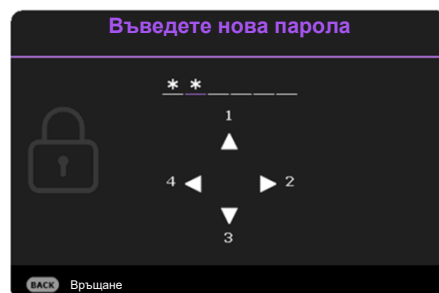 Въведете нова парола
* * _ _ _ _
1
4 2
3
BACK Връщане